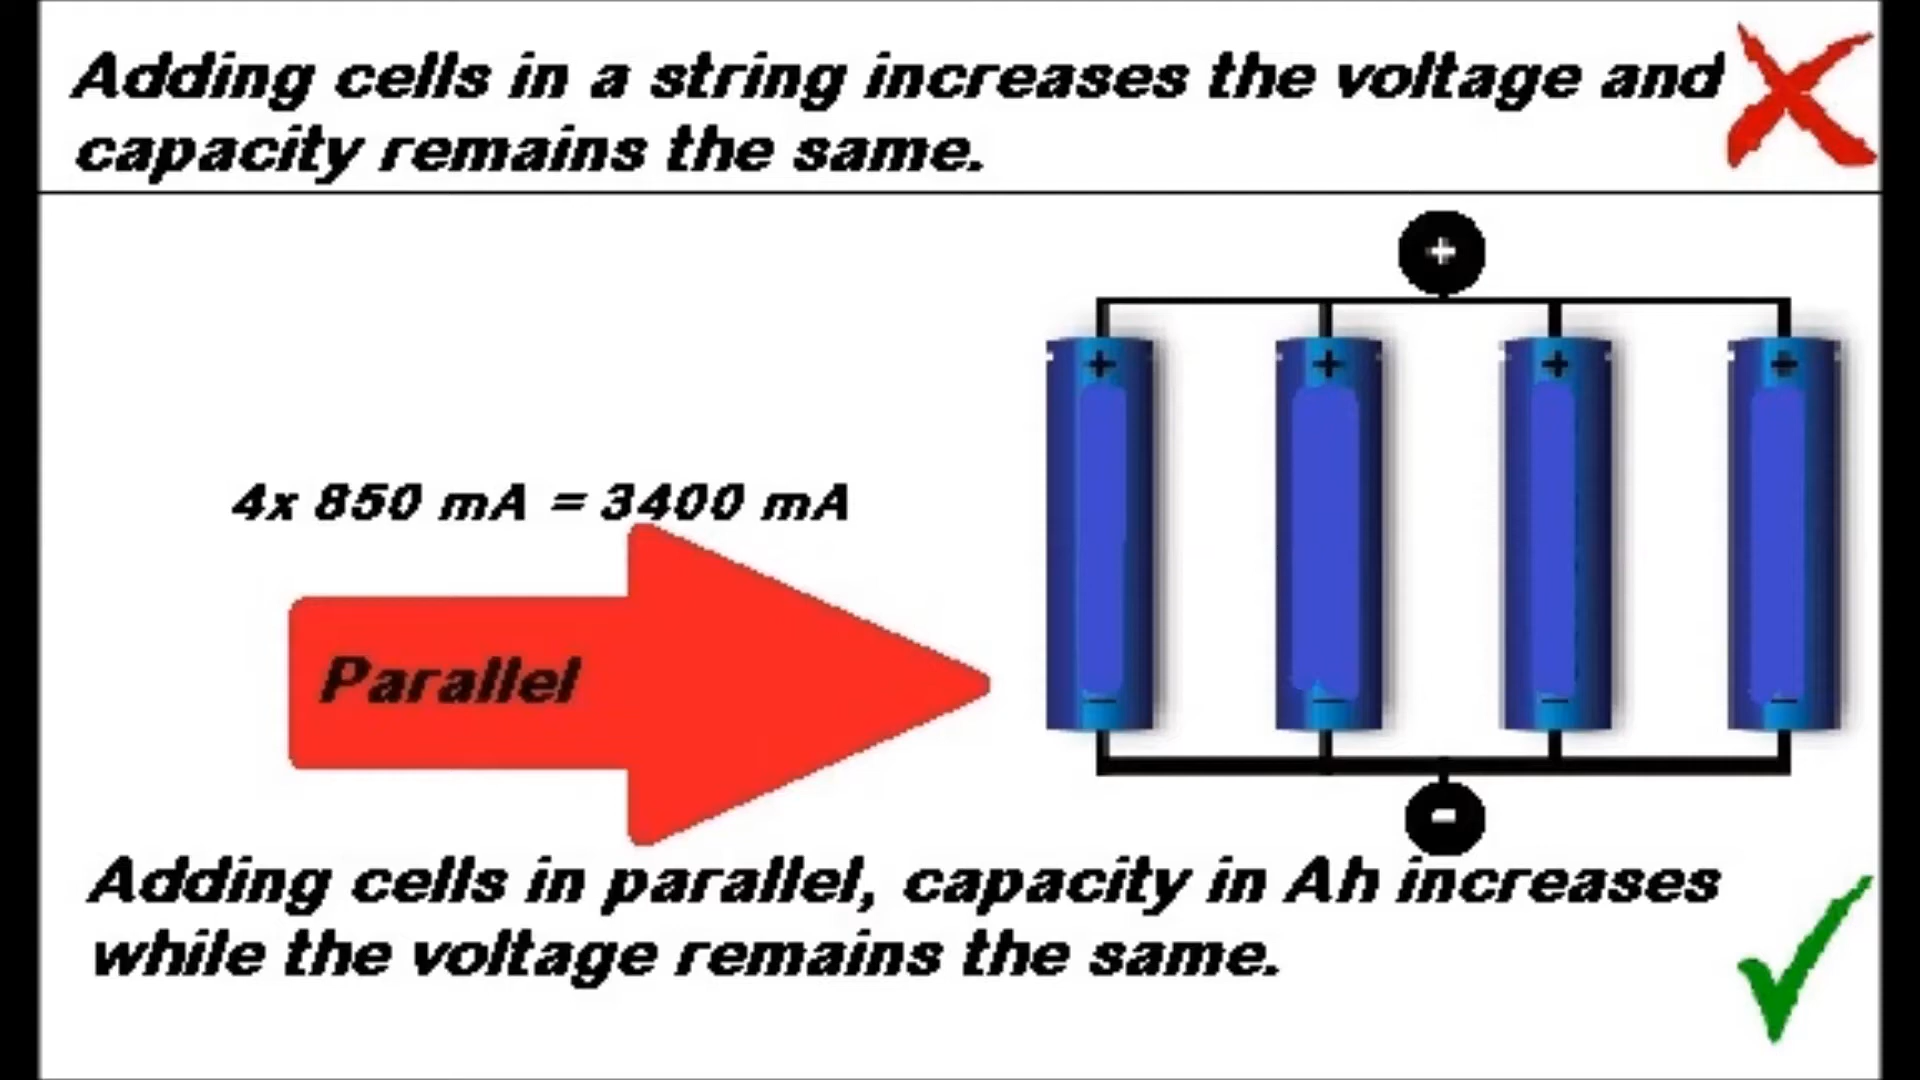 Adding cells in a string increases the voltage and
capacity remains the same.
+
+ + + +
4x 850 mA = 3400 mA
Parallel
- - - -
-
Adding cells in parallel, capacity in Ah increases
while the voltage remains the same.